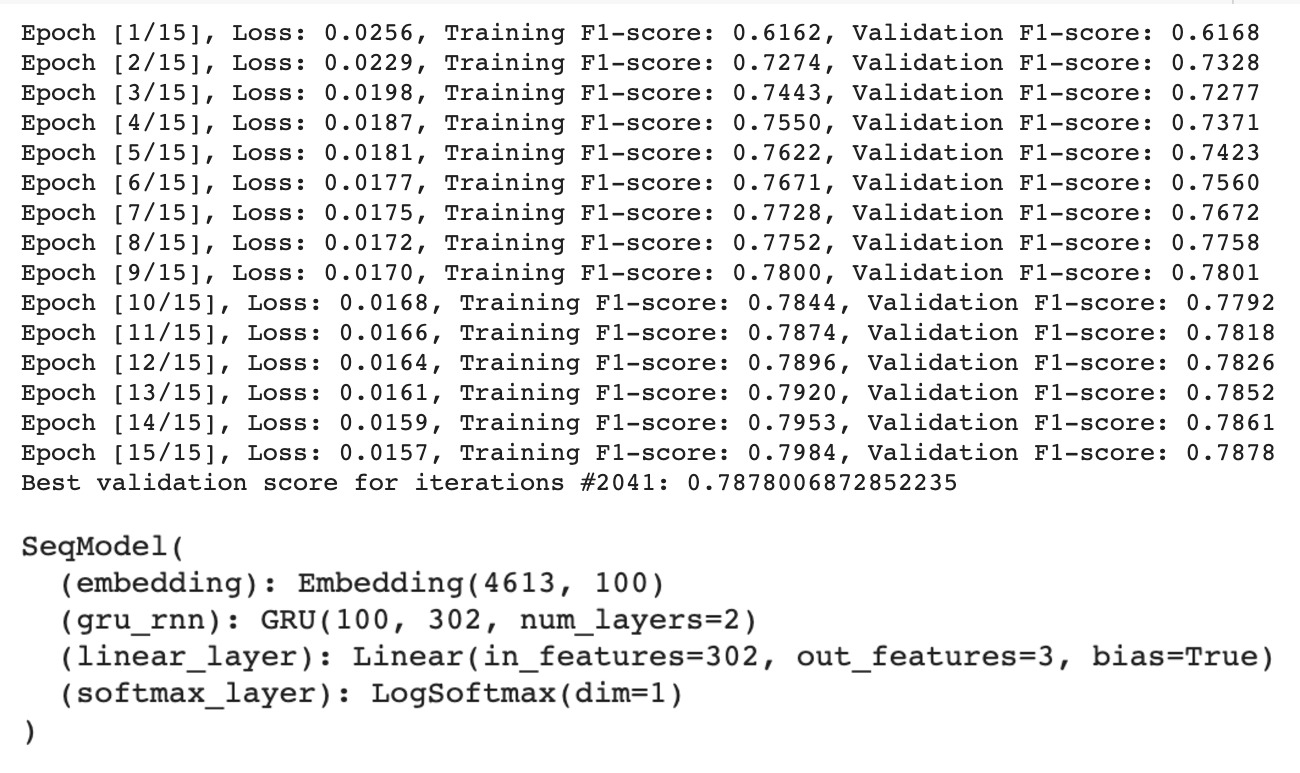 Epoch [1/15], Loss: 0.0256, Training F1-score: 0.6162, Validation F1-score: 0.6168
Epoch [2/15], Loss: 0.0229, Training F1-score: 0.7274, Validation F1-score: 0.7328
Epoch [3/15], Loss: 0.0198, Training F1-score: 0.7443, Validation F1-score: 0.7277
Epoch [4/15], Loss: 0.0187, Training F1-score: 0.7550, Validation F1-score: 0.7371
Epoch [5/15], Loss: 0.0181, Training F1-score: 0.7622, Validation F1-score: 0.7423
Epoch [6/15], Loss: 0.0177, Training F1-score: 0.7671, Validation F1-score: 0.7560
Epoch [7/15], Loss: 0.0175, Training F1-score: 0.7728, Validation F1-score: 0.7672
Epoch [8/15], Loss: 0.0172, Training F1-score: 0.7752, Validation F1-score: 0.7758
Epoch [9/15], Loss: 0.0170, Training F1-score: 0.7800, Validation F1-score: 0.7801
Epoch [10/15], Loss: 0.0168, Training F1-score: 0.7844, Validation F1-score: 0.7792
Epoch [11/15], Loss: 0.0166, Training F1-score: 0.7874, Validation F1-score: 0.7818
Epoch [12/15], Loss: 0.0164, Training F1-score: 0.7896, Validation F1-score: 0.7826
Epoch [13/15], Loss: 0.0161, Training F1-score: 0.7920, Validation F1-score: 0.7852
Epoch [14/15], Loss: 0.0159, Training F1-score: 0.7953, Validation F1-score: 0.7861
Epoch [15/15], Loss: 0.0157, Training F1-score: 0.7984, Validation F1-score: 0.7878
Best validation score for iterations #2041: 0.7878006872852235
SeqModel(
(embedding): Embedding(4613, 100)
(gru_rnn): GRU(100, 302, num_layers=2)
(linear_layer): Linear(in_features=302, out_features=3, bias=True)
(softmax_layer): LogSoftmax(dim=1)
)